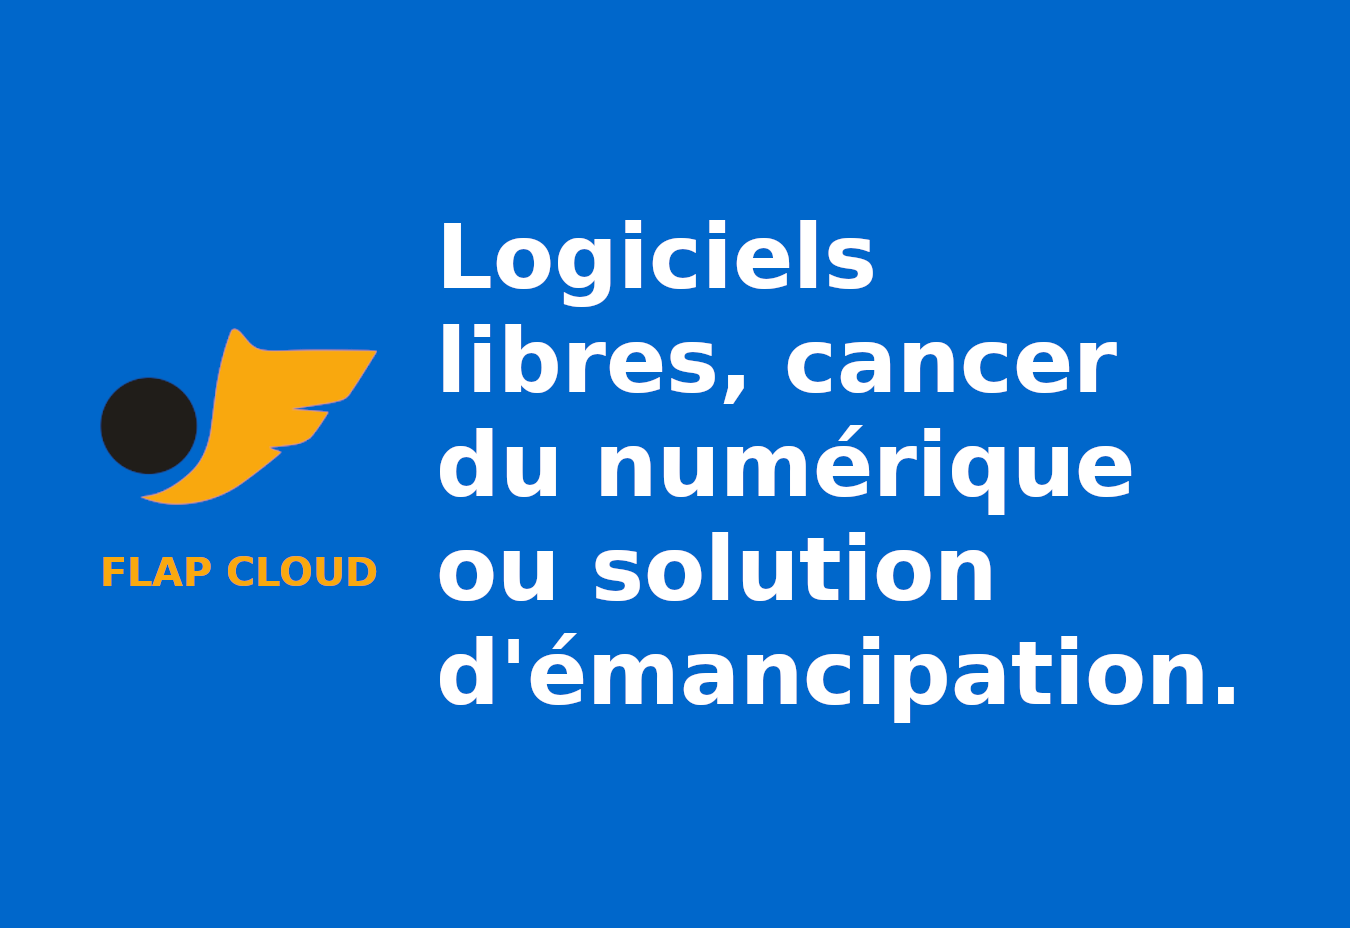 Logiciels
libres, cancer
du numérique
ou solution
d'émancipation.
FLAP CLOUD